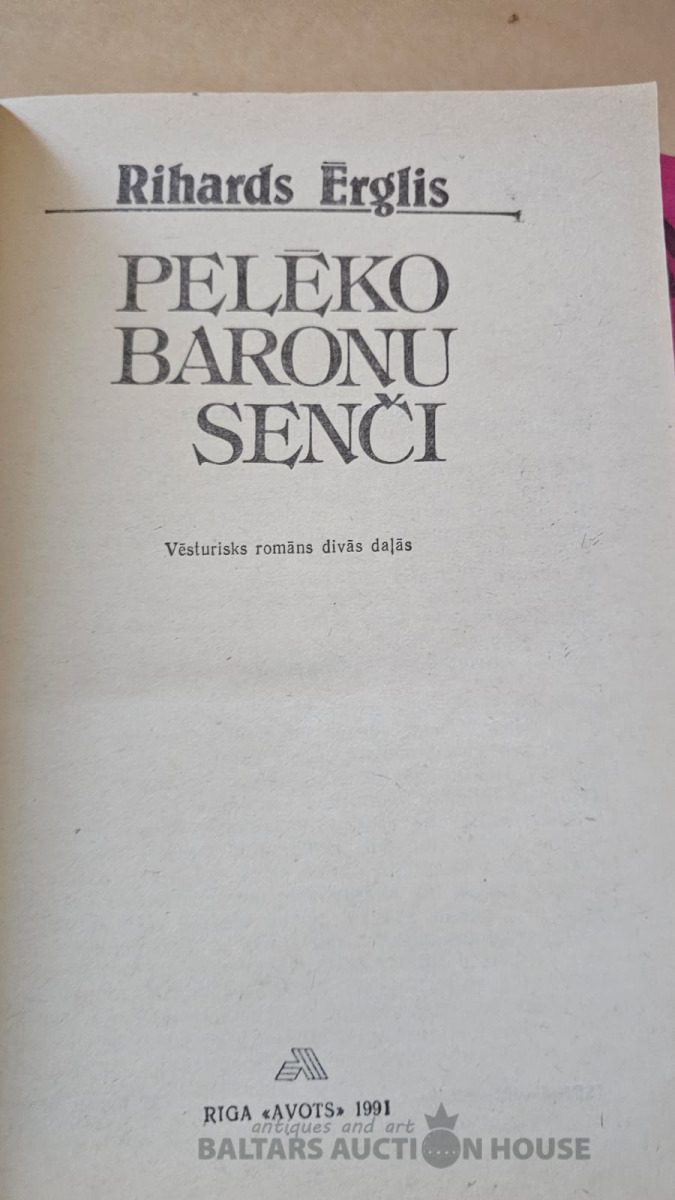 Rihards Ērglis
PELĒKO
BARONU
SENČI
Vēsturisks romāns divās daļās
RIGA «AVOTS» 1991
antiques and art
BALTARS AUCTION HOUSE